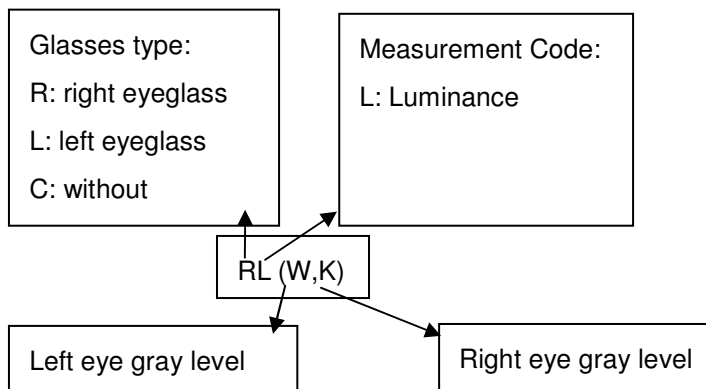 Glasses type:
R: right eyeglass
L: left eyeglass
C: without
Measurement Code:
L: Luminance
RL (W,K)
Left eye gray level
Right eye gray level